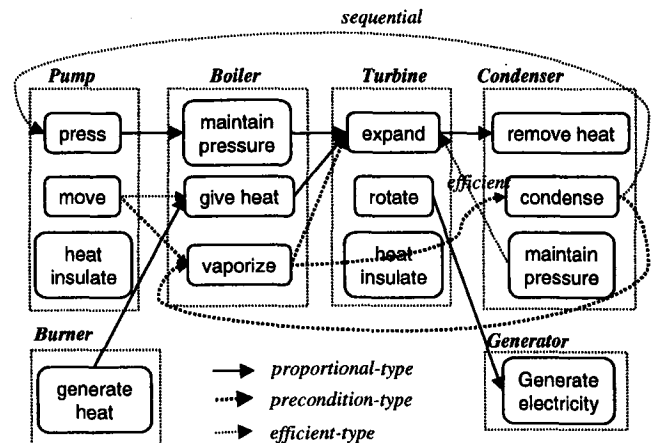 sequential
Pump
Boiler
Turbine
Condenser
press
maintain
pressure
expand
remove heat
efficient
move
give heat
rotate
condense
heat
insulate
vaporize
heat
insulate
maintain
pressure
Burner
Generator
generate
heat
proportional-type
precondition-type
efficient-type
Generate
electricity